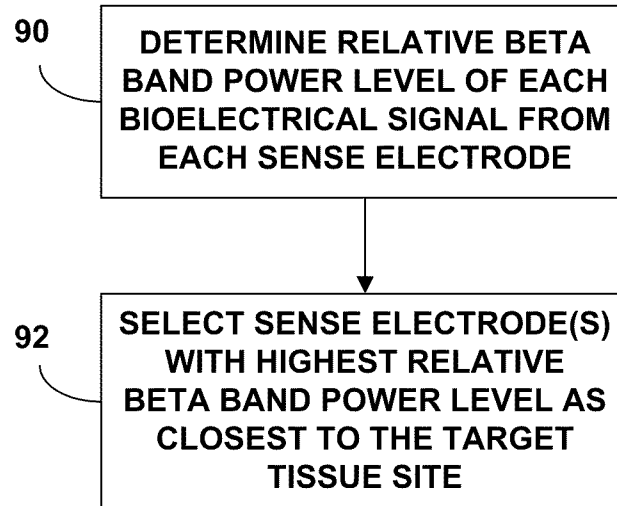 90
DETERMINE RELATIVE BETA
BAND POWER LEVEL OF EACH
BIOELECTRICAL SIGNAL FROM
EACH SENSE ELECTRODE
92
SELECT SENSE ELECTRODE(S)
WITH HIGHEST RELATIVE
BETA BAND POWER LEVEL AS
CLOSEST TO THE TARGET
TISSUE SITE